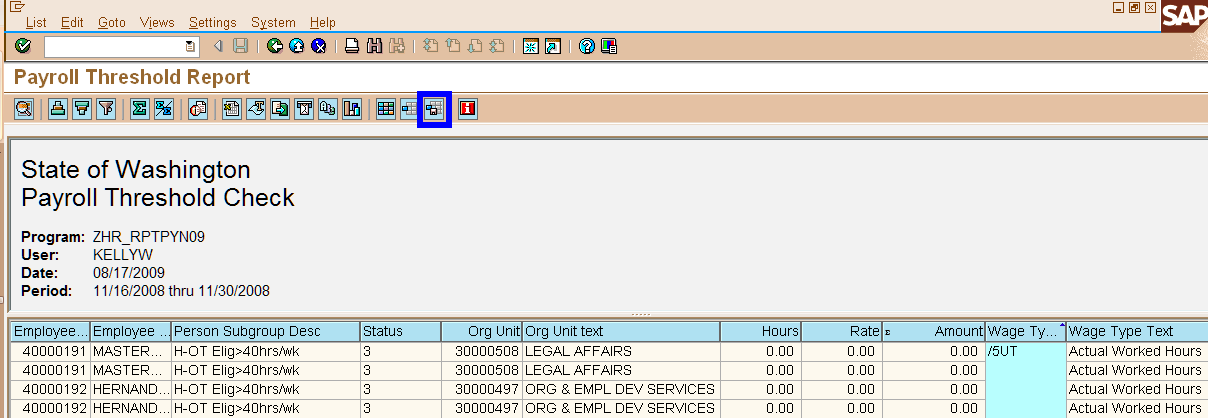 List Edit Goto Views Settings System Help
SAP
Payroll Threshold Report
State of Washington
Payroll Threshold Check
Program: ZHR_RPTPYN09
User: KELLYW
Date: 08/17/2009
Period: 11/16/2008 thru 11/30/2008
Employee... Employee ... Person Subgroup Desc Status Org Unit Org Unit text Hours Rate Σ Amount Wage Ty... Wage Type Text
40000191 MASTER... H-OT Elig>40hrs/wk 3 30000508 LEGAL AFFAIRS 0.00 0.00 0.00 /5UT Actual Worked Hours
40000191 MASTER... H-OT Elig>40hrs/wk 3 30000508 LEGAL AFFAIRS 0.00 0.00 0.00 Actual Worked Hours
40000192 HERNAND... H-OT Elig>40hrs/wk 3 30000497 ORG & EMPL DEV SERVICES 0.00 0.00 0.00 Actual Worked Hours
40000192 HERNAND... H-OT Elig>40hrs/wk 3 30000497 ORG & EMPL DEV SERVICES 0.00 0.00 0.00 Actual Worked Hours